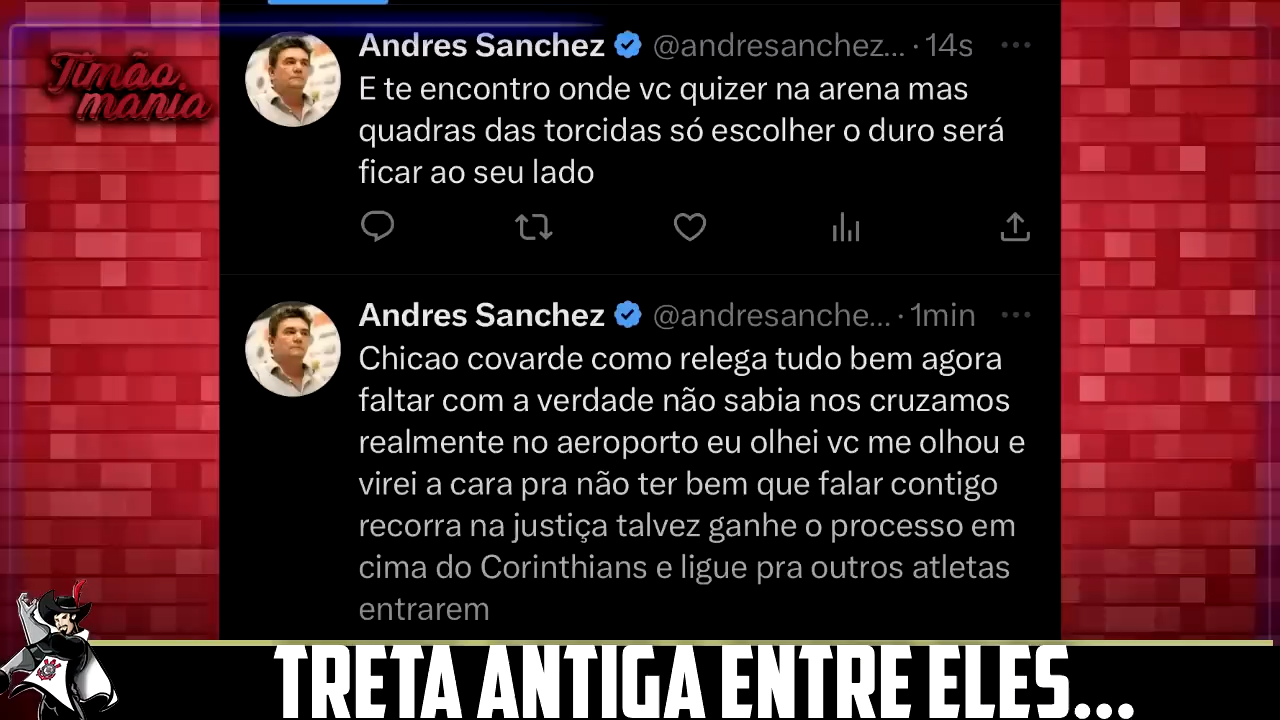 Timão
mania
Andres Sanchez @andresanchez... · 14s
E te encontro onde vc quizer na arena mas
quadras das torcidas só escolher o duro será
ficar ao seu lado
Andres Sanchez @andresanche... · 1min
Chicao covarde como relega tudo bem agora
faltar com a verdade não sabia nos cruzamos
realmente no aeroporto eu olhei vc me olhou e
virei a cara pra não ter bem que falar contigo
recorra na justiça talvez ganhe o processo em
cima do Corinthians e ligue pra outros atletas
entrarem
TRETA ANTIGA ENTRE ELES...